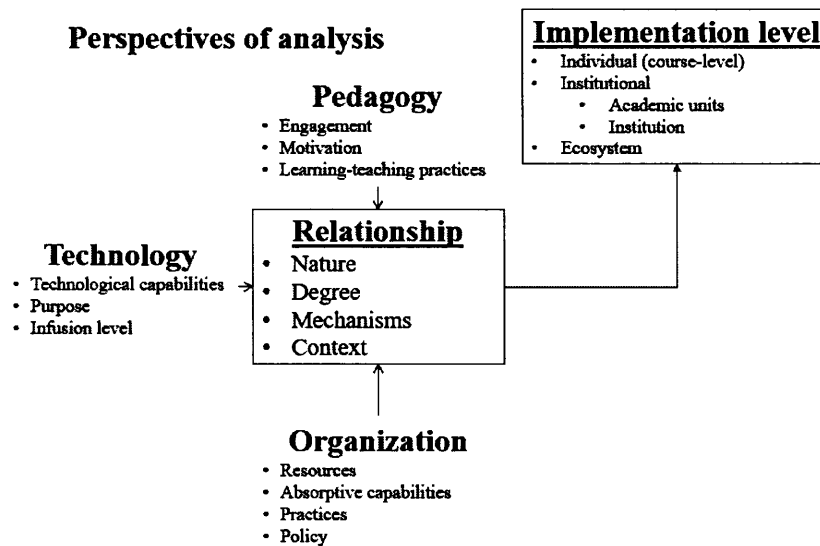 Perspectives of analysis
Implementation level
• Individual (course-level)
• Institutional
• Academic units
• Institution
• Ecosystem
Pedagogy
• Engagement
• Motivation
• Learning-teaching practices
Technology
• Technological capabilities
• Purpose
• Infusion level
Relationship
• Nature
• Degree
• Mechanisms
• Context
Organization
• Resources
• Absorptive capabilities
• Practices
• Policy